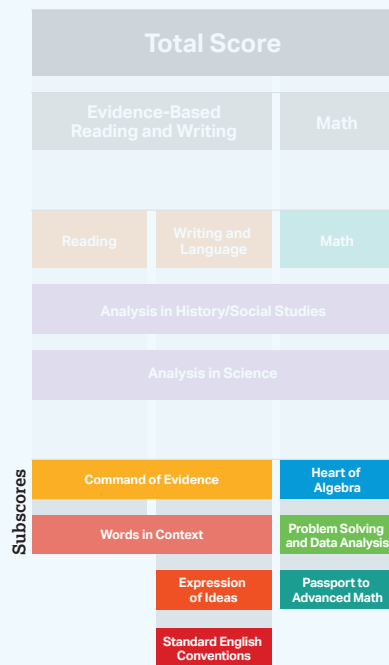 Total Score
Evidence-Based
Reading and Writing
Math
Reading
Writing and
Language
Math
Analysis in History/Social Studies
Analysis in Science
Subscores
Command of Evidence
Heart of
Algebra
Words in Context
Problem Solving
and Data Analysis
Expression
of Ideas
Passport to
Advanced Math
Standard English
Conventions